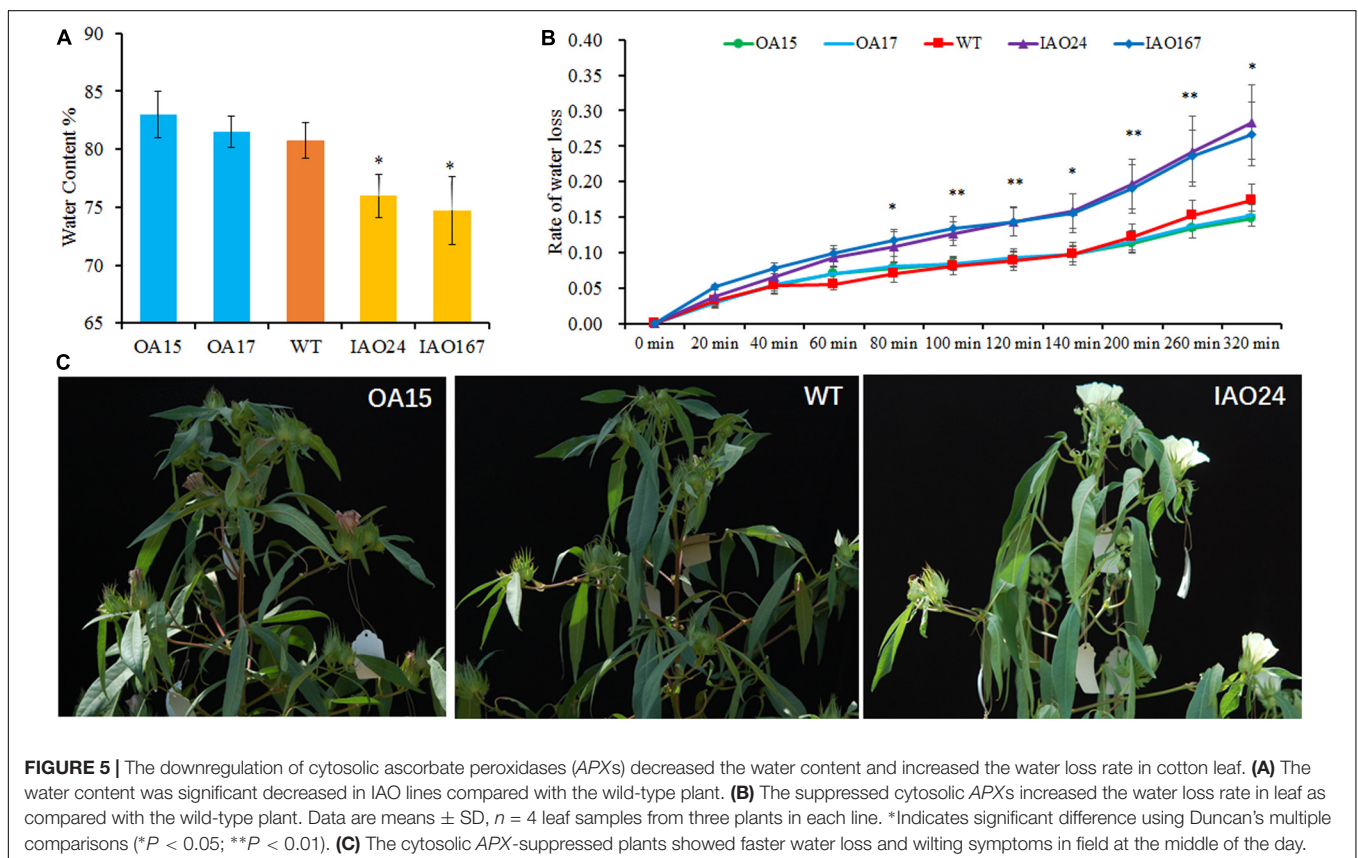 A
90
85
80
75
70
65
Water Content %
* *
OA15 OA17 WT IAO24 IAO167
B
OA15 OA17 WT IAO24 IAO167
0.40
0.35
0.30
0.25
0.20
0.15
0.10
0.05
0.00
Rate of water loss
* ** ** * ** ** *
0 min 20 min 40 min 60 min 80 min 100 min 120 min 140 min 200 min 260 min 320 min
C
OA15
WT
IAO24
FIGURE 5 | The downregulation of cytosolic ascorbate peroxidases (APXs) decreased the water content and increased the water loss rate in cotton leaf. (A) The
water content was significant decreased in IAO lines compared with the wild-type plant. (B) The suppressed cytosolic APXs increased the water loss rate in leaf as
compared with the wild-type plant. Data are means ± SD, n = 4 leaf samples from three plants in each line. *Indicates significant difference using Duncan's multiple
comparisons (*P < 0.05; **P < 0.01). (C) The cytosolic APX-suppressed plants showed faster water loss and wilting symptoms in field at the middle of the day.